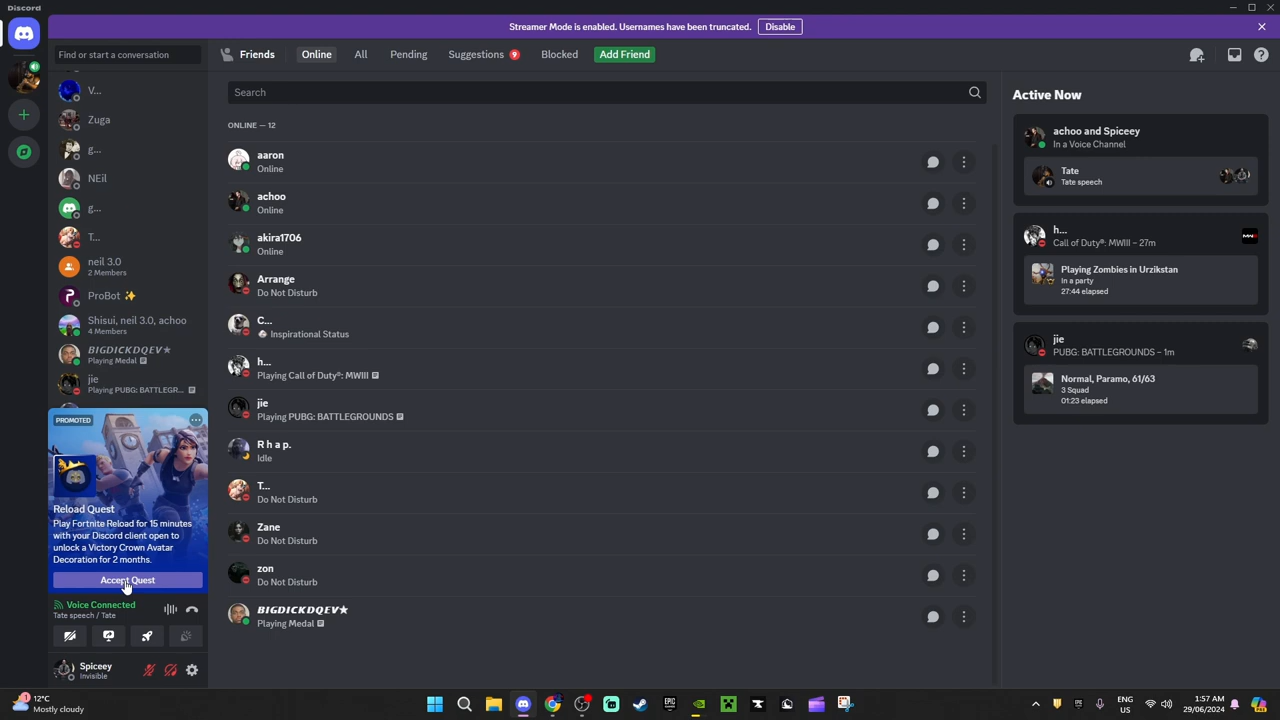 Discord
Streamer Mode is enabled. Usernames have been truncated. Disable
Find or start a conversation
Friends Online All Pending Suggestions 9 Blocked Add Friend
V...
Zuga
g...
NEil
g...
T...
neil 3.0
2 Members
ProBot ✨
Shisui, neil 3.0, achoo
4 Members
BIGDICKDQEV★
Playing Medal
jie
Playing PUBG: BATTLEGR...
PROMOTED
Reload Quest
Play Fortnite Reload for 15 minutes
with your Discord client open to
unlock a Victory Crown Avatar
Decoration for 2 months.
Accept Quest
Voice Connected
Tate speech / Tate
Spiceey
Invisible
Search
ONLINE — 12
aaron
Online
achoo
Online
akira1706
Online
Arrange
Do Not Disturb
C...
Inspirational Status
h...
Playing Call of Duty®: MWIII
jie
Playing PUBG: BATTLEGROUNDS
R h a p.
Idle
T...
Do Not Disturb
Zane
Do Not Disturb
zon
Do Not Disturb
BIGDICKDQEV★
Playing Medal
Active Now
achoo and Spiceey
In a Voice Channel
Tate
Tate speech
h...
Call of Duty®: MWIII – 27m
Playing Zombies in Urzikstan
In a party
27:44 elapsed
jie
PUBG: BATTLEGROUNDS – 1m
Normal, Paramo, 61/63
3 Squad
01:23 elapsed
1
12°C
Mostly cloudy
EPIC
ENG
US
1:57 AM
29/06/2024